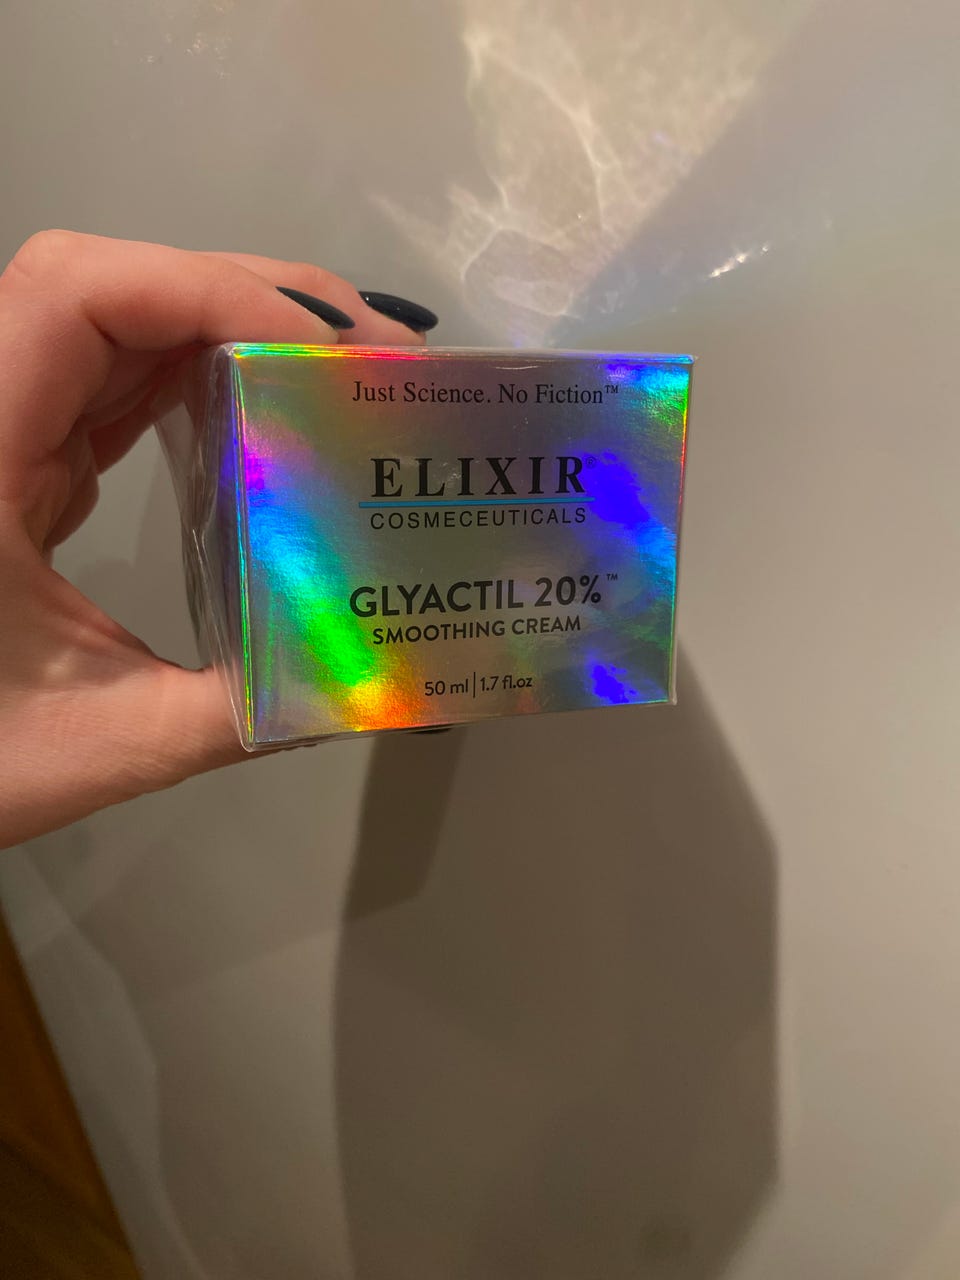 Just Science. No Fiction™
ELIXIR®
COSMECEUTICALS
GLYACTIL 20%™
SMOOTHING CREAM
50 ml | 1.7 fl.oz